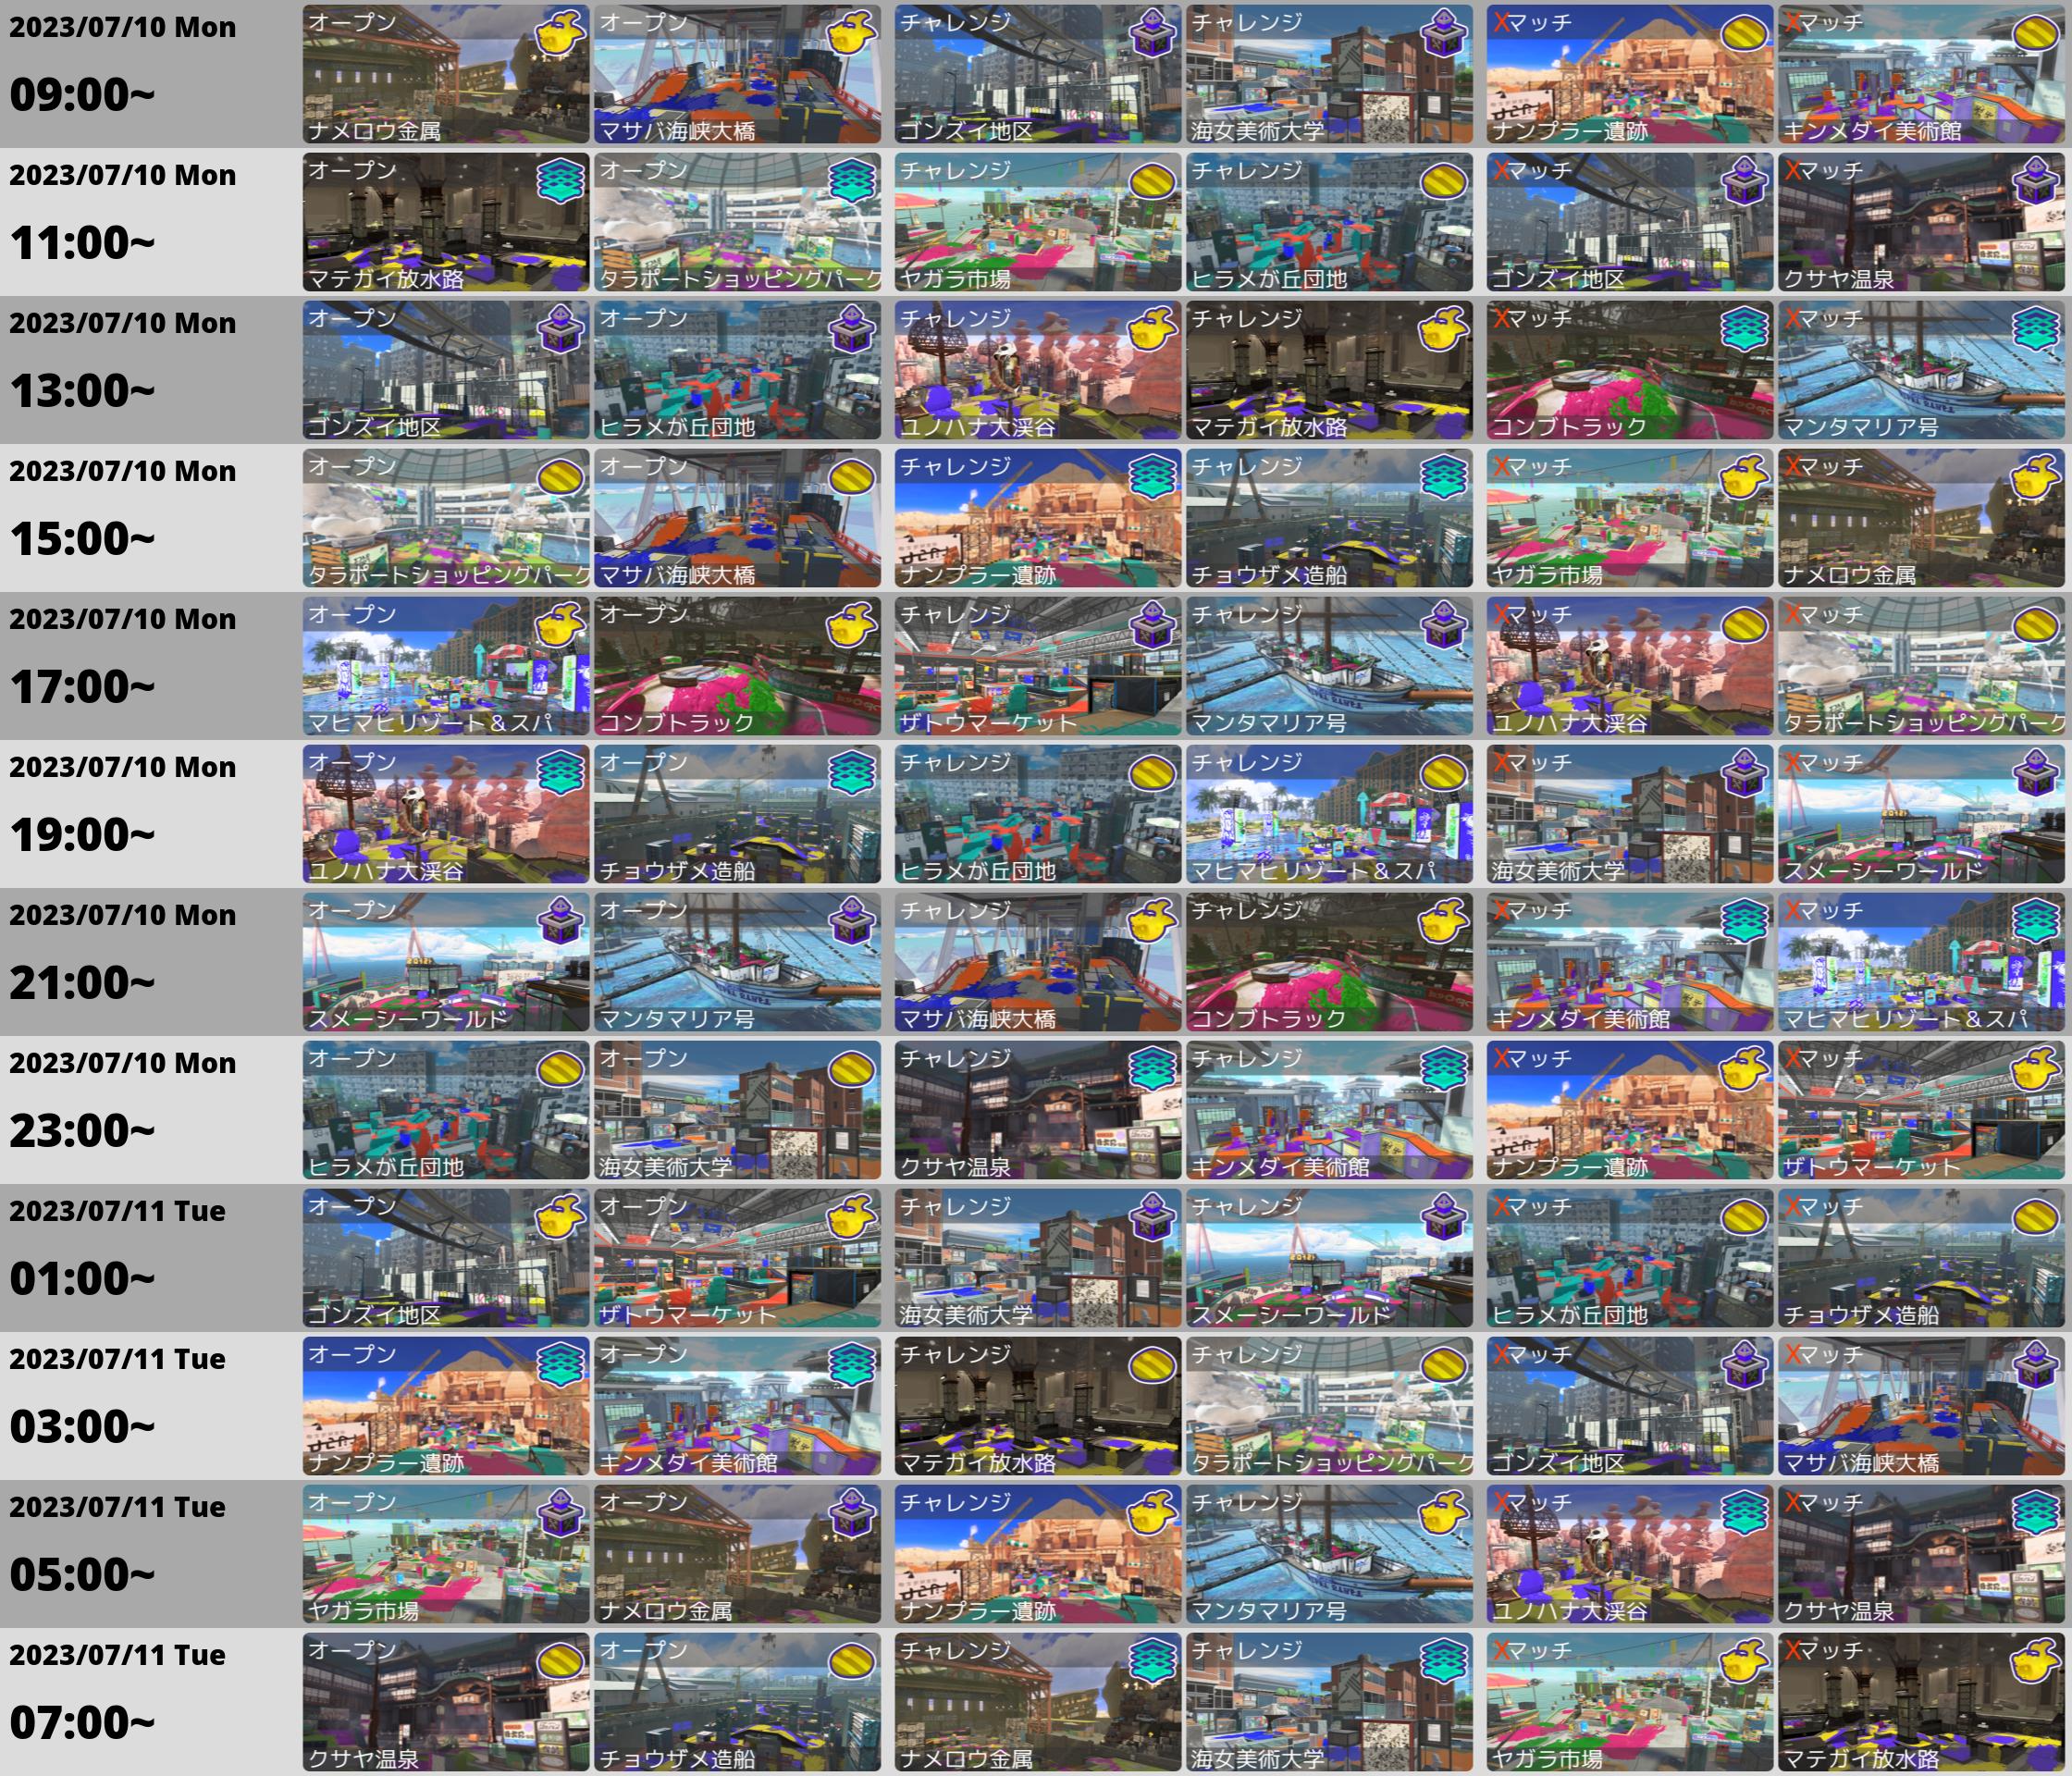 2023/07/10 Mon
09:00~
オープン オープン チャレンジ チャレンジ Xマッチ Xマッチ
ナメロウ金属 マサバ海峡大橋 ゴンズイ地区 海女美術大学 ナンプラー遺跡 キンメダイ美術館
2023/07/10 Mon
11:00~
オープン オープン チャレンジ チャレンジ Xマッチ Xマッチ
マテガイ放水路 タラポートショッピングパーク ヤガラ市場 ヒラメが丘団地 ゴンズイ地区 クサヤ温泉
2023/07/10 Mon
13:00~
オープン オープン チャレンジ チャレンジ Xマッチ Xマッチ
ゴンズイ地区 ヒラメが丘団地 ユノハナ大渓谷 マテガイ放水路 コンブトラック マンタマリア号
2023/07/10 Mon
15:00~
オープン オープン チャレンジ チャレンジ Xマッチ Xマッチ
タラポートショッピングパーク マサバ海峡大橋 ナンプラー遺跡 チョウザメ造船 ヤガラ市場 ナメロウ金属
2023/07/10 Mon
17:00~
オープン オープン チャレンジ チャレンジ Xマッチ Xマッチ
マヒマヒリゾート＆スパ コンブトラック ザトウマーケット マンタマリア号 ユノハナ大渓谷 タラポートショッピングパーク
2023/07/10 Mon
19:00~
オープン オープン チャレンジ チャレンジ Xマッチ Xマッチ
ユノハナ大渓谷 チョウザメ造船 ヒラメが丘団地 マヒマヒリゾート＆スパ 海女美術大学 スメーシーワールド
2023/07/10 Mon
21:00~
オープン オープン チャレンジ チャレンジ Xマッチ Xマッチ
スメーシーワールド マンタマリア号 マサバ海峡大橋 コンブトラック キンメダイ美術館 マヒマヒリゾート＆スパ
2023/07/10 Mon
23:00~
オープン オープン チャレンジ チャレンジ Xマッチ Xマッチ
ヒラメが丘団地 海女美術大学 クサヤ温泉 キンメダイ美術館 ナンプラー遺跡 ザトウマーケット
2023/07/11 Tue
01:00~
オープン オープン チャレンジ チャレンジ Xマッチ Xマッチ
ゴンズイ地区 ザトウマーケット 海女美術大学 スメーシーワールド ヒラメが丘団地 チョウザメ造船
2023/07/11 Tue
03:00~
オープン オープン チャレンジ チャレンジ Xマッチ Xマッチ
ナンプラー遺跡 キンメダイ美術館 マテガイ放水路 タラポートショッピングパーク ゴンズイ地区 マサバ海峡大橋
2023/07/11 Tue
05:00~
オープン オープン チャレンジ チャレンジ Xマッチ Xマッチ
ヤガラ市場 ナメロウ金属 ナンプラー遺跡 マンタマリア号 ユノハナ大渓谷 クサヤ温泉
2023/07/11 Tue
07:00~
オープン オープン チャレンジ チャレンジ Xマッチ Xマッチ
クサヤ温泉 チョウザメ造船 ナメロウ金属 海女美術大学 ヤガラ市場 マテガイ放水路